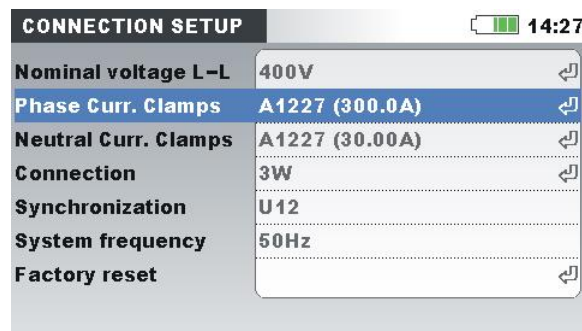 CONNECTION SETUP 14:27
Nominal voltage L-L 400V
Phase Curr. Clamps A1227 (300.0A)
Neutral Curr. Clamps A1227 (30.00A)
Connection 3W
Synchronization U12
System frequency 50Hz
Factory reset